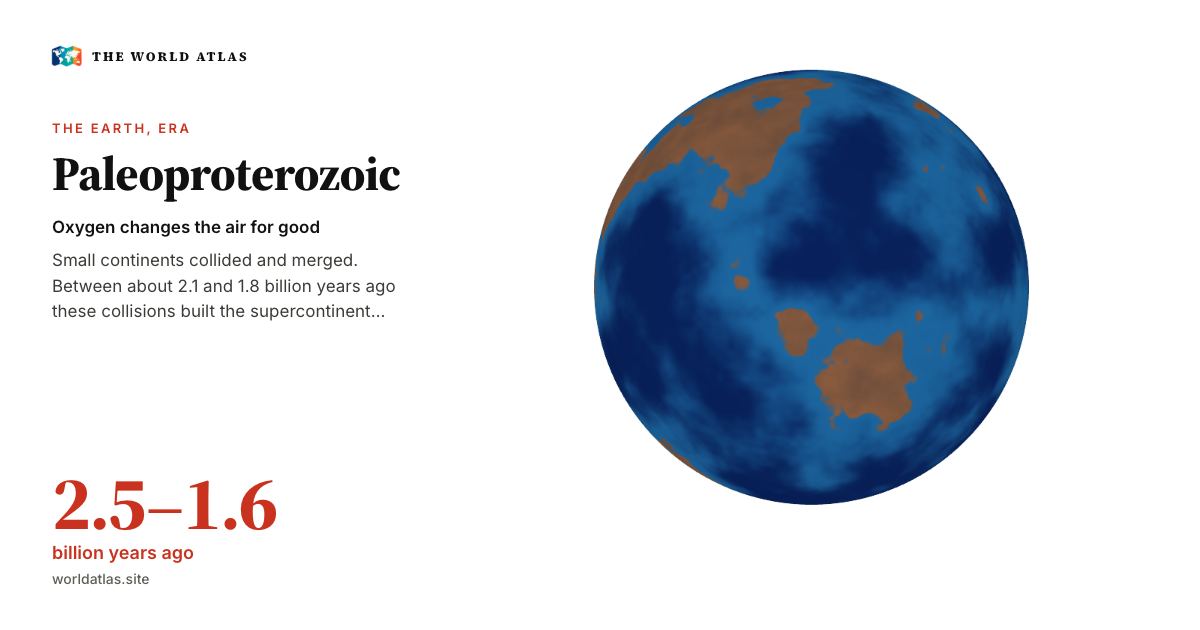 THE WORLD ATLAS
THE EARTH, ERA
Paleoproterozoic
Oxygen changes the air for good
Small continents collided and merged.
Between about 2.1 and 1.8 billion years ago
these collisions built the supercontinent...
2.5–1.6
billion years ago
worldatlas.site